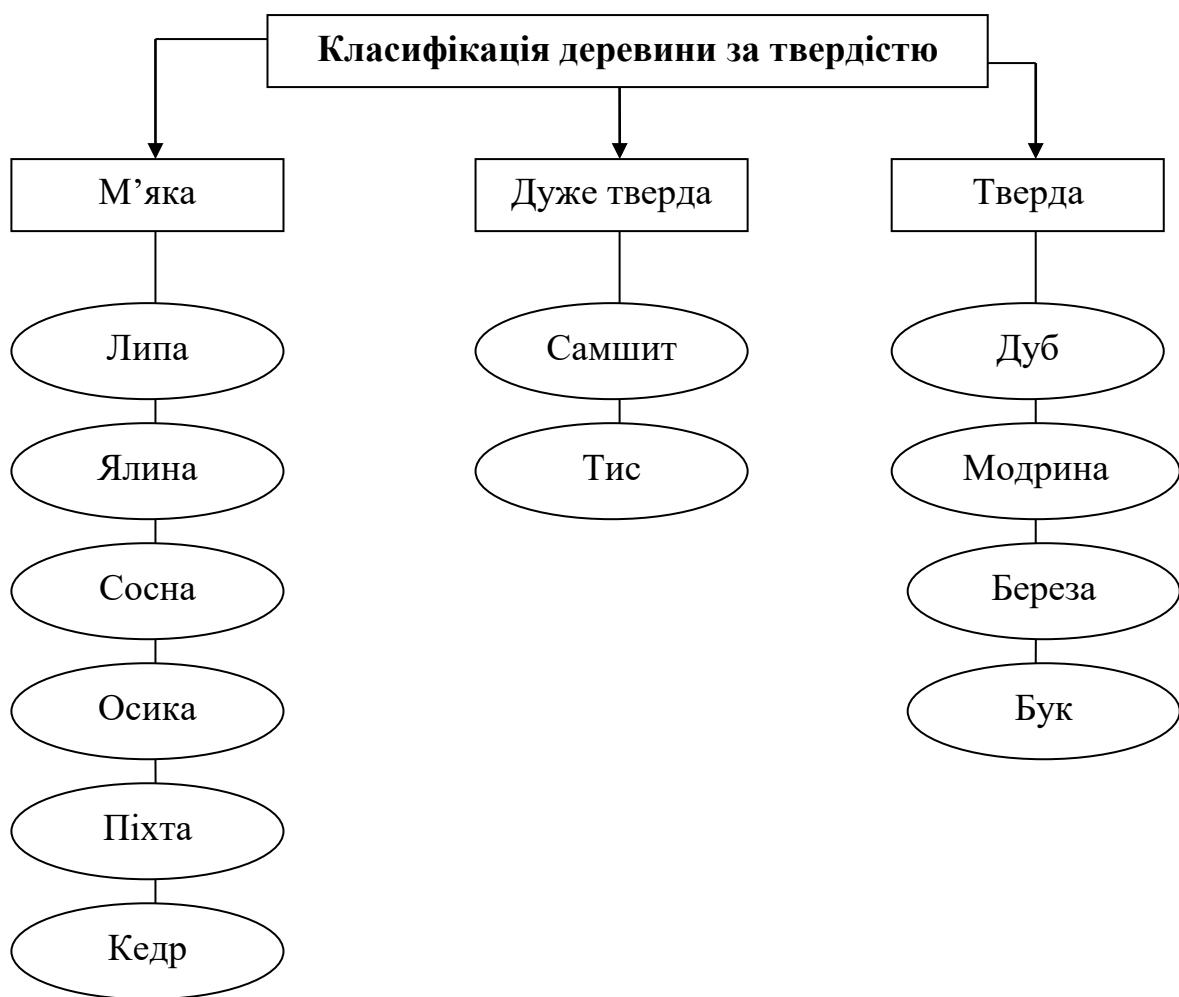 Класифікація деревини за твердістю
М’яка
Дуже тверда
Тверда
Липа
Самшит
Дуб
Ялина
Тис
Модрина
Сосна
Береза
Осика
Бук
Піхта
Кедр